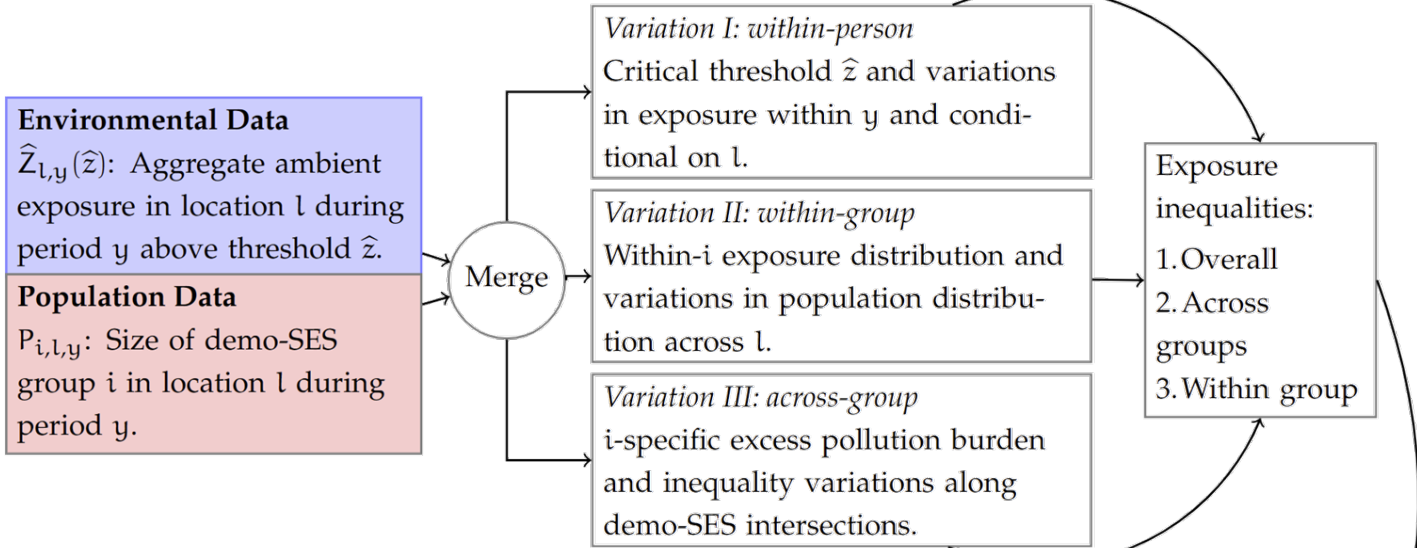 Environmental Data
Ẑl,y(ẑ): Aggregate ambient
exposure in location l during
period y above threshold ẑ.
Population Data
Pi,l,y: Size of demo-SES
group i in location l during
period y.
Merge
Variation I: within-person
Critical threshold ẑ and variations
in exposure within y and condi-
tional on l.
Variation II: within-group
Within-i exposure distribution and
variations in population distribu-
tion across l.
Variation III: across-group
i-specific excess pollution burden
and inequality variations along
demo-SES intersections.
Exposure
inequalities:
1. Overall
2. Across
groups
3. Within group